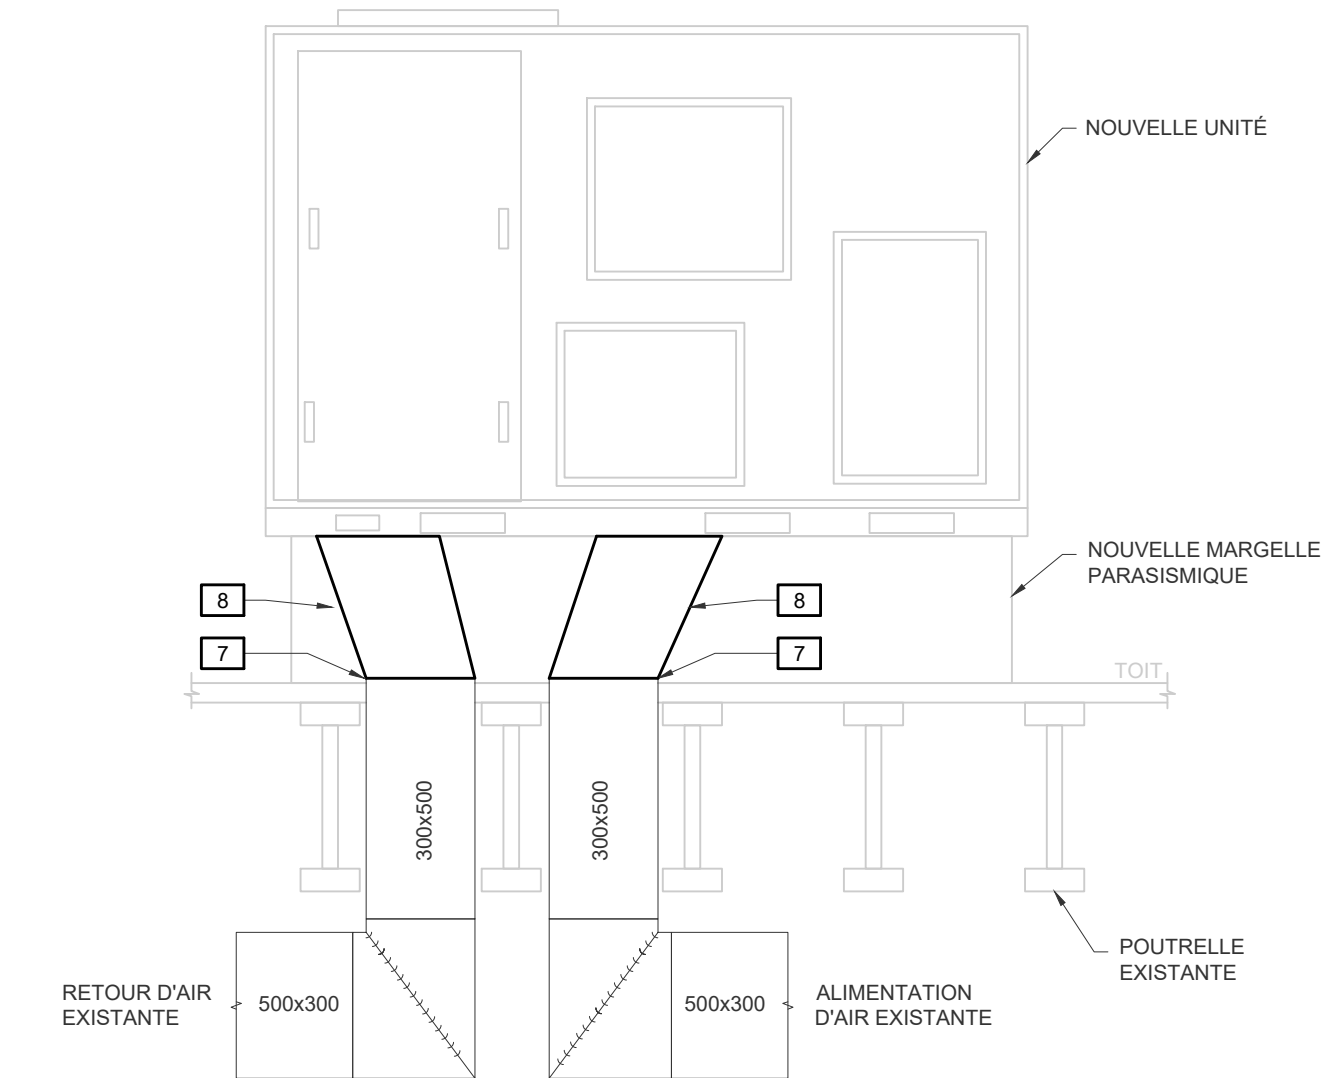 NOUVELLE UNITÉ
NOUVELLE MARGELLE
PARASISMIQUE
8
8
7
7
TOIT
300x500
300x500
POUTRELLE
EXISTANTE
RETOUR D'AIR
EXISTANTE
500x300
500x300
ALIMENTATION
D'AIR EXISTANTE